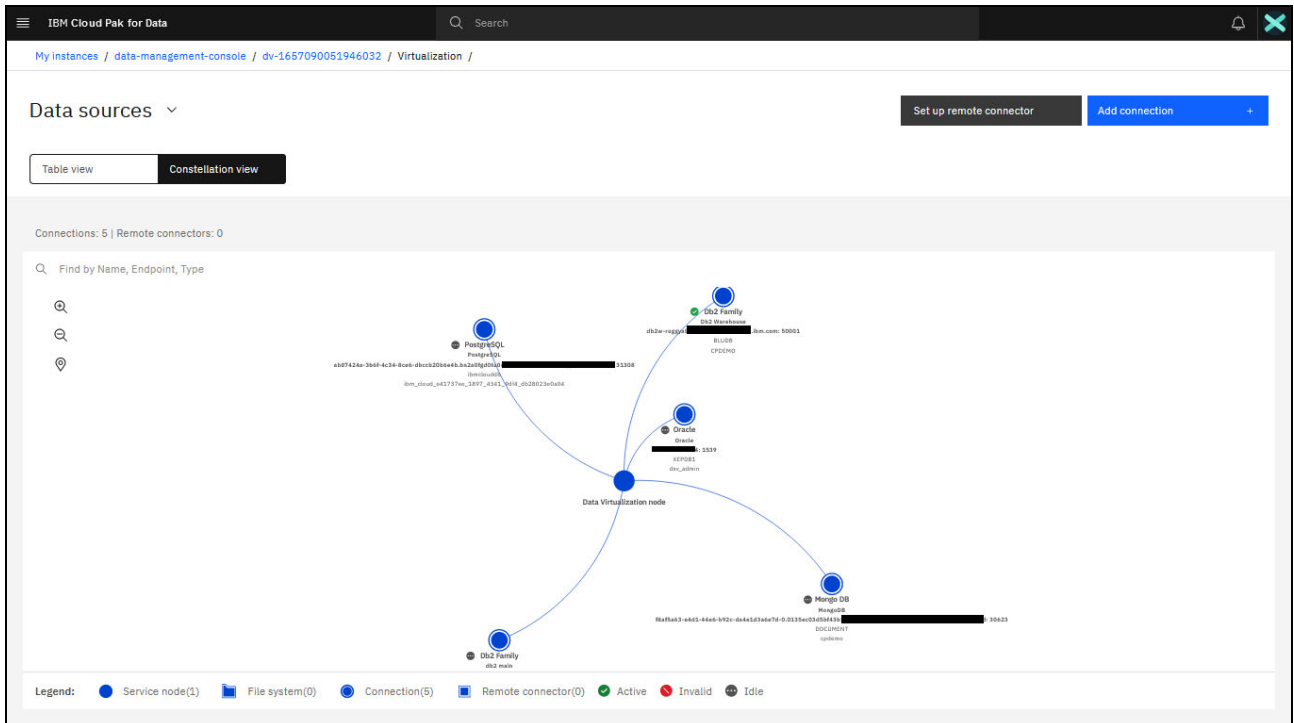 IBM Cloud Pak for Data
Search
My instances / data-management-console / dv-1657090051946032 / Virtualization /
Data sources
Set up remote connector
Add connection +
Table view
Constellation view
Connections: 5 | Remote connectors: 0
Find by Name, Endpoint, Type
Db2 Family
Db2 Warehouse
.ibm.com: 50001
BLUDB
CPDEMO
PostgreSQL
PostgreSQL
31308
ibmclouddb
Oracle
Oracle
: 1539
XEPDB1
dsv_admin
Data Virtualization node
Mongo DB
MongoDB
: 30623
DOCUMENT
cpdemo
Db2 Family
db2 main
Legend: Service node(1) File system(0) Connection(5) Remote connector(0) Active Invalid Idle